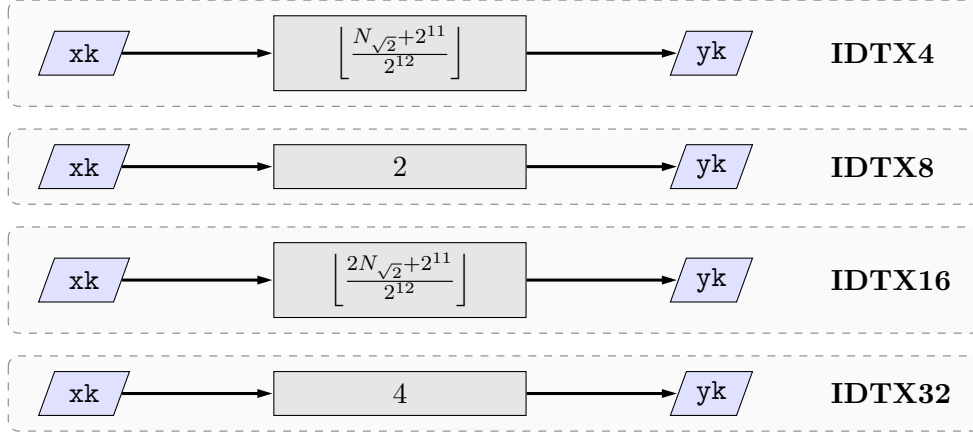 xk ⌊(N_√2+2^11)/2^12⌋ yk IDTX4
xk 2 yk IDTX8
xk ⌊(2N_√2+2^11)/2^12⌋ yk IDTX16
xk 4 yk IDTX32